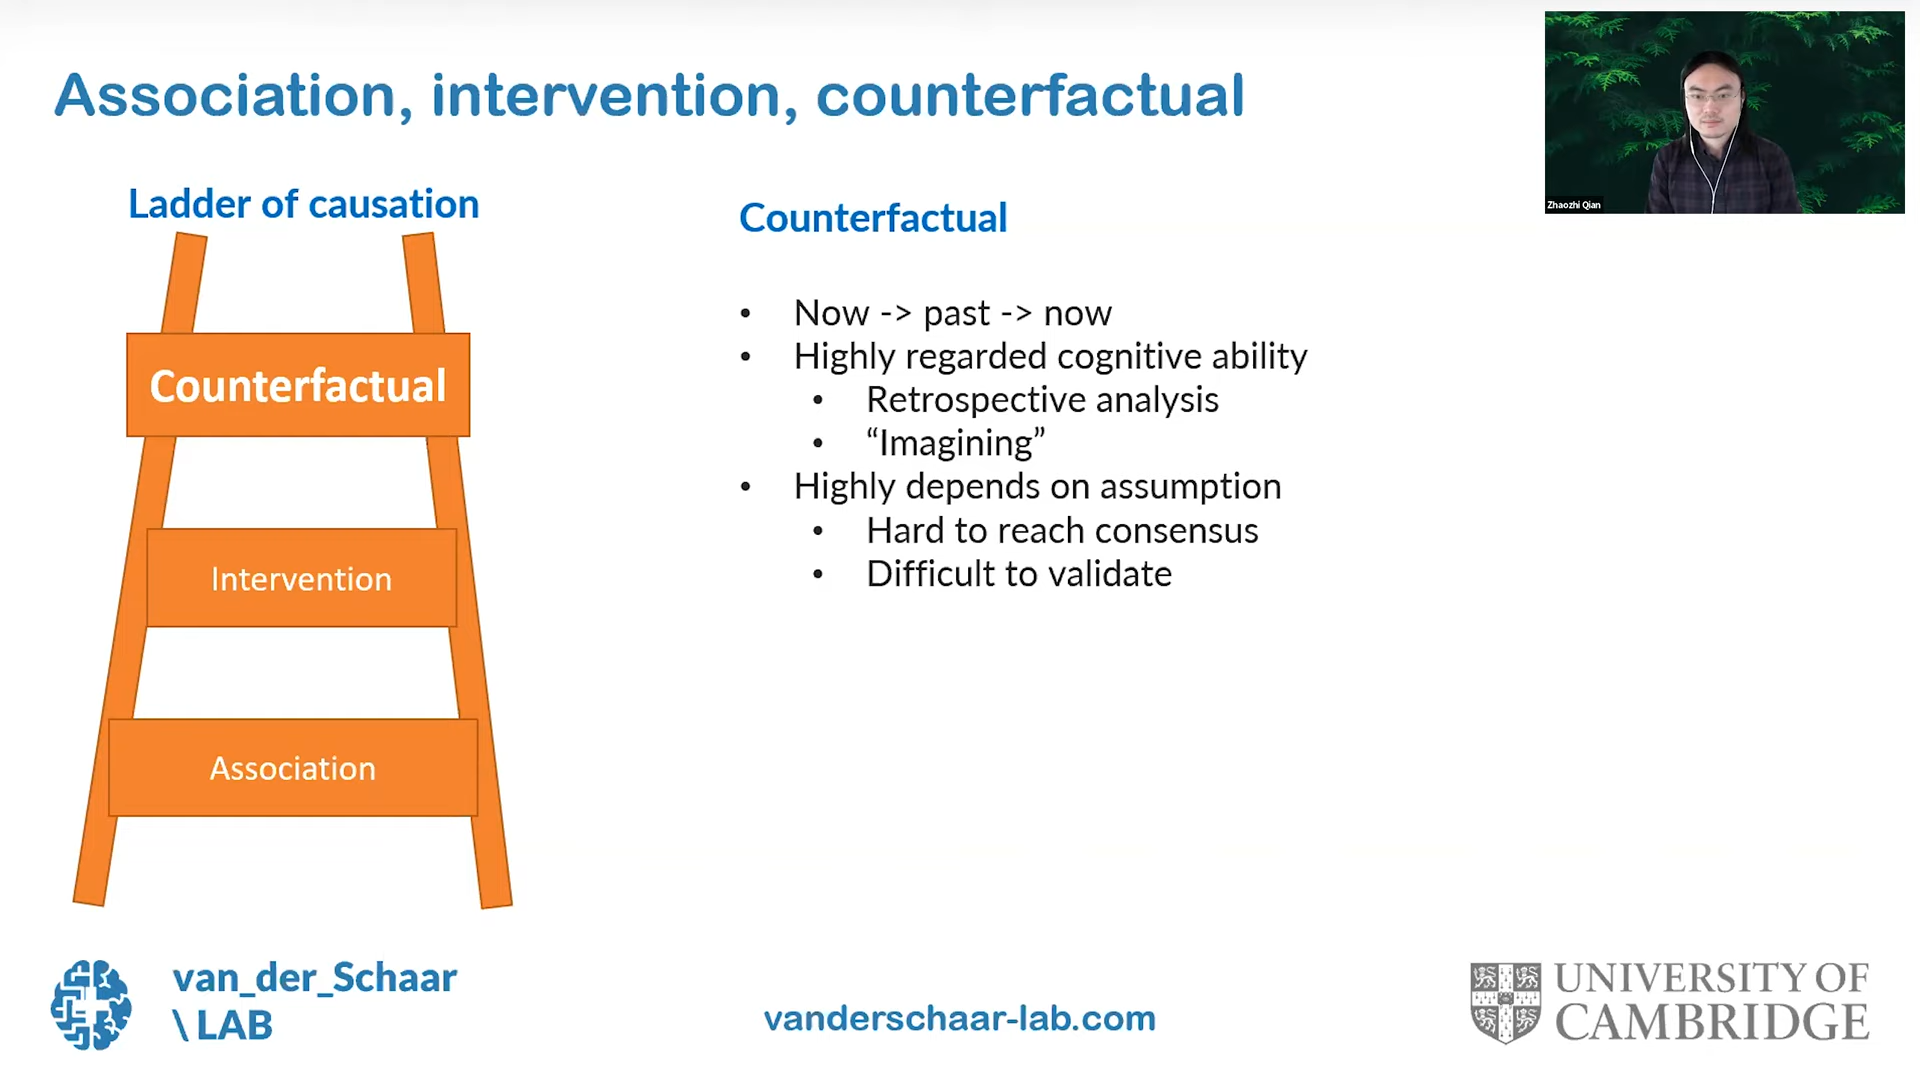 Association, intervention, counterfactual
Zhaozhi Qian
Ladder of causation
Counterfactual
Intervention
Association
Counterfactual
• Now -> past -> now
• Highly regarded cognitive ability
• Retrospective analysis
• “Imagining”
• Highly depends on assumption
• Hard to reach consensus
• Difficult to validate
van_der_Schaar
\ LAB
vanderschaar-lab.com
UNIVERSITY OF
CAMBRIDGE